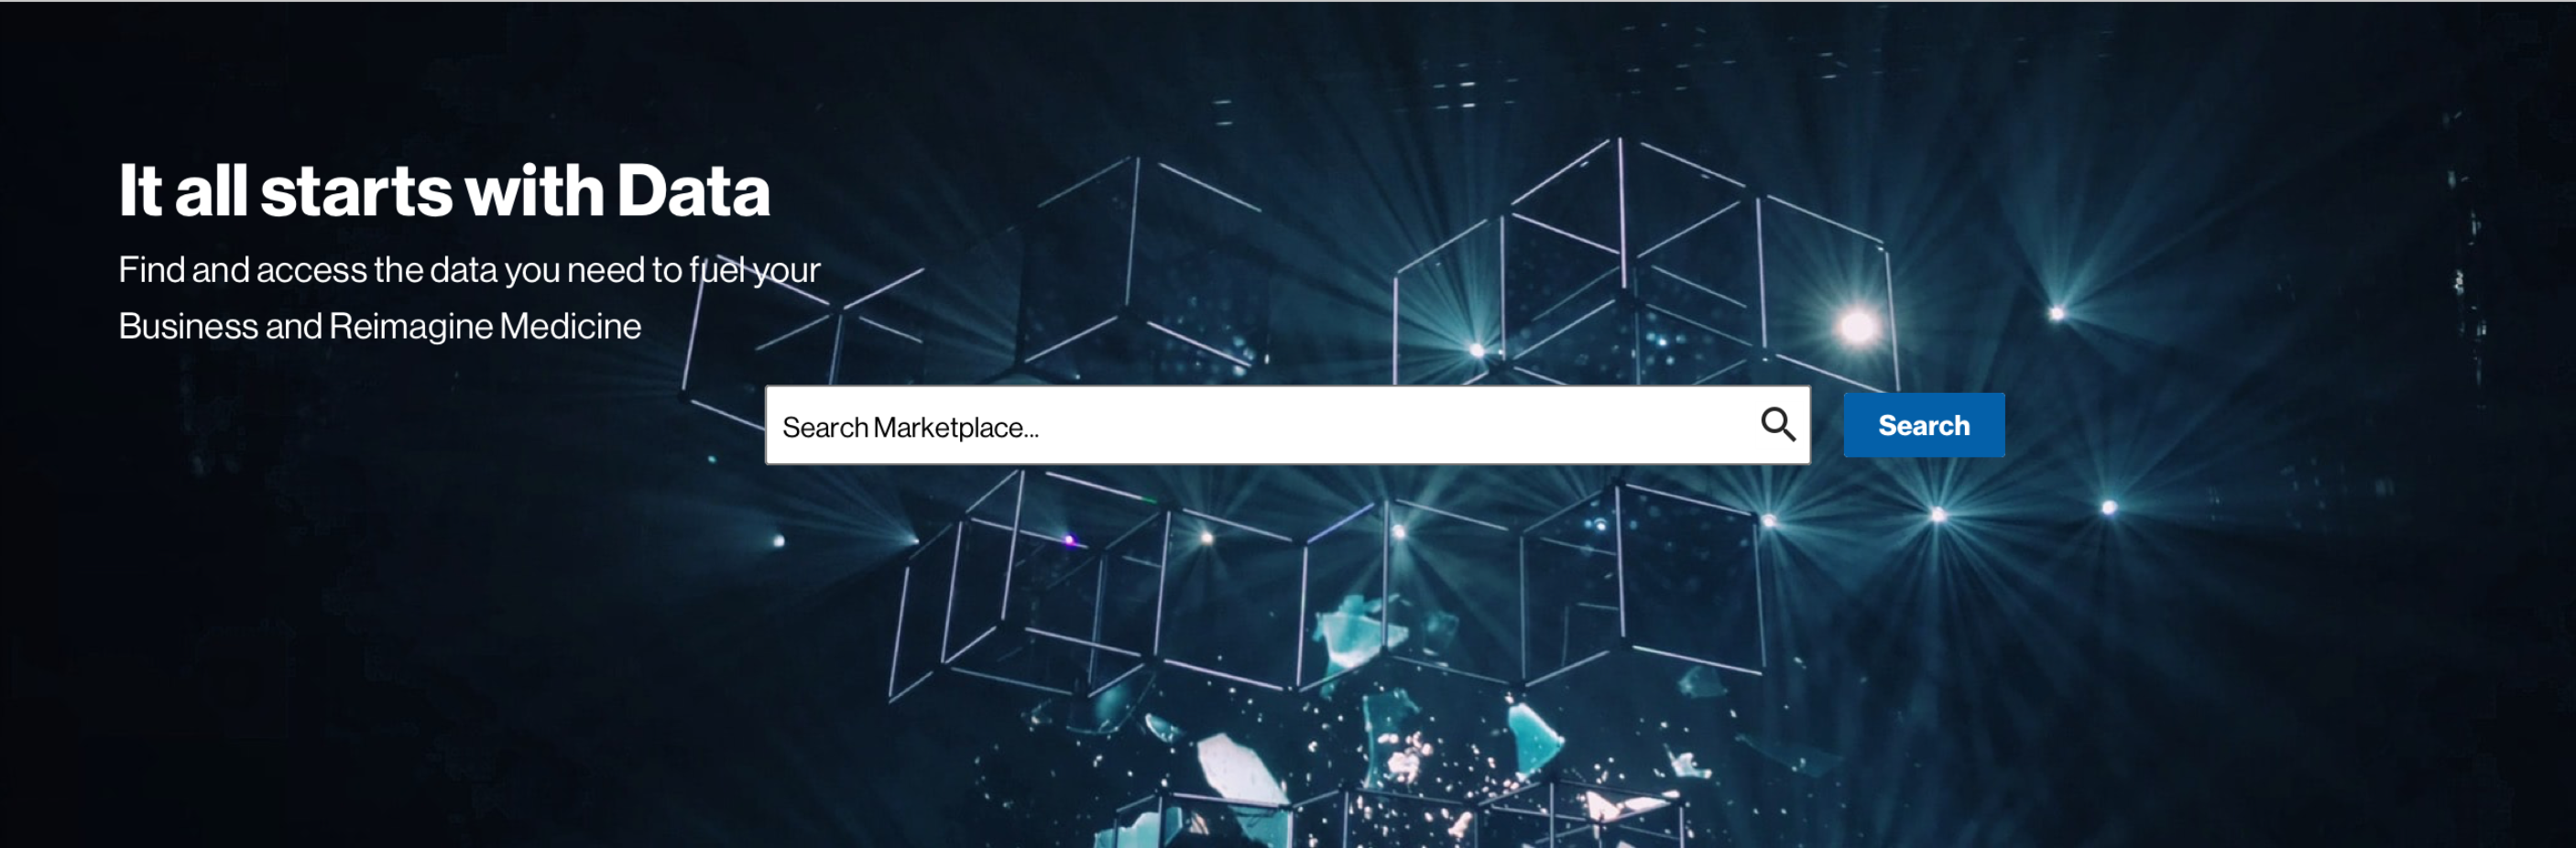 It all starts with Data
Find and access the data you need to fuel your
Business and Reimagine Medicine
Search Marketplace...
Search